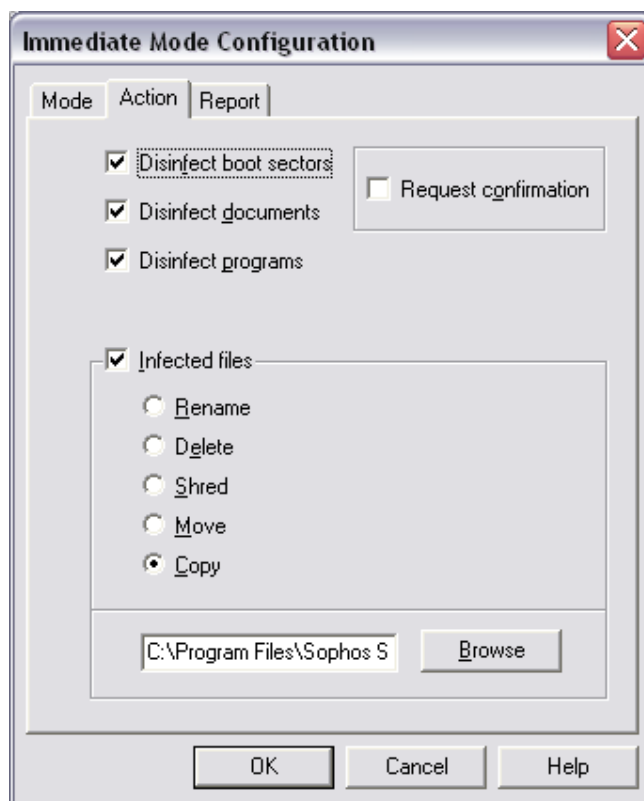 Immediate Mode Configuration
Mode Action Report
Disinfect boot sectors
Request confirmation
Disinfect documents
Disinfect programs
Infected files
Rename
Delete
Shred
Move
Copy
C:\Program Files\Sophos S
Browse
OK Cancel Help